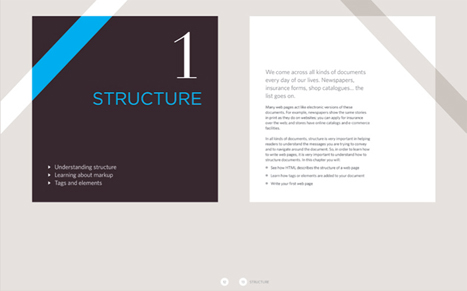 1
STRUCTURE
Understanding structure
Learning about markup
Tags and elements
We come across all kinds of documents
every day of our lives. Newspapers,
insurance forms, shop catalogues... the
list goes on.
Many web pages act like electronic versions of these
documents. For example, newspapers show the same stories
in print as they do on websites; you can apply for insurance
over the web; and stores have online catalogs and e-commerce
facilities.
In all kinds of documents, structure is very important in helping
readers to understand the messages you are trying to convey
and to navigate around the document. So, in order to learn how
to write web pages, it is very important to understand how to
structure documents. In this chapter you will:
See how HTML describes the structure of a web page
Learn how tags or elements are added to your document
Write your first web page
STRUCTURE